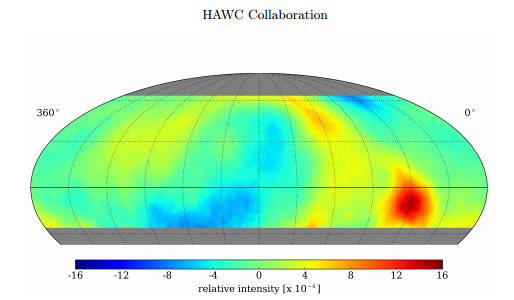 HAWC Collaboration
360° 0°
-16 -12 -8 -4 0 4 8 12 16
relative intensity [x 10⁻⁴]